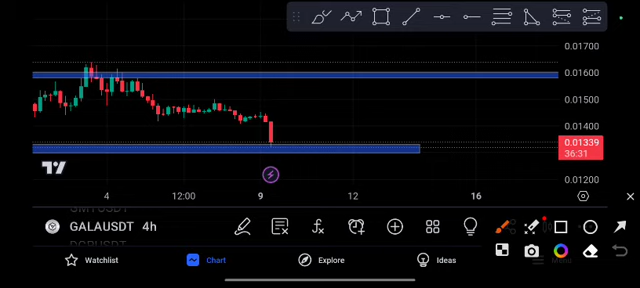 0.01700
0.01600
0.01500
0.01400
0.01339
36:31
0.01200
4
12:00
9
12
16
GALAUSDT 4h
Watchlist
Chart
Explore
Ideas
Menu